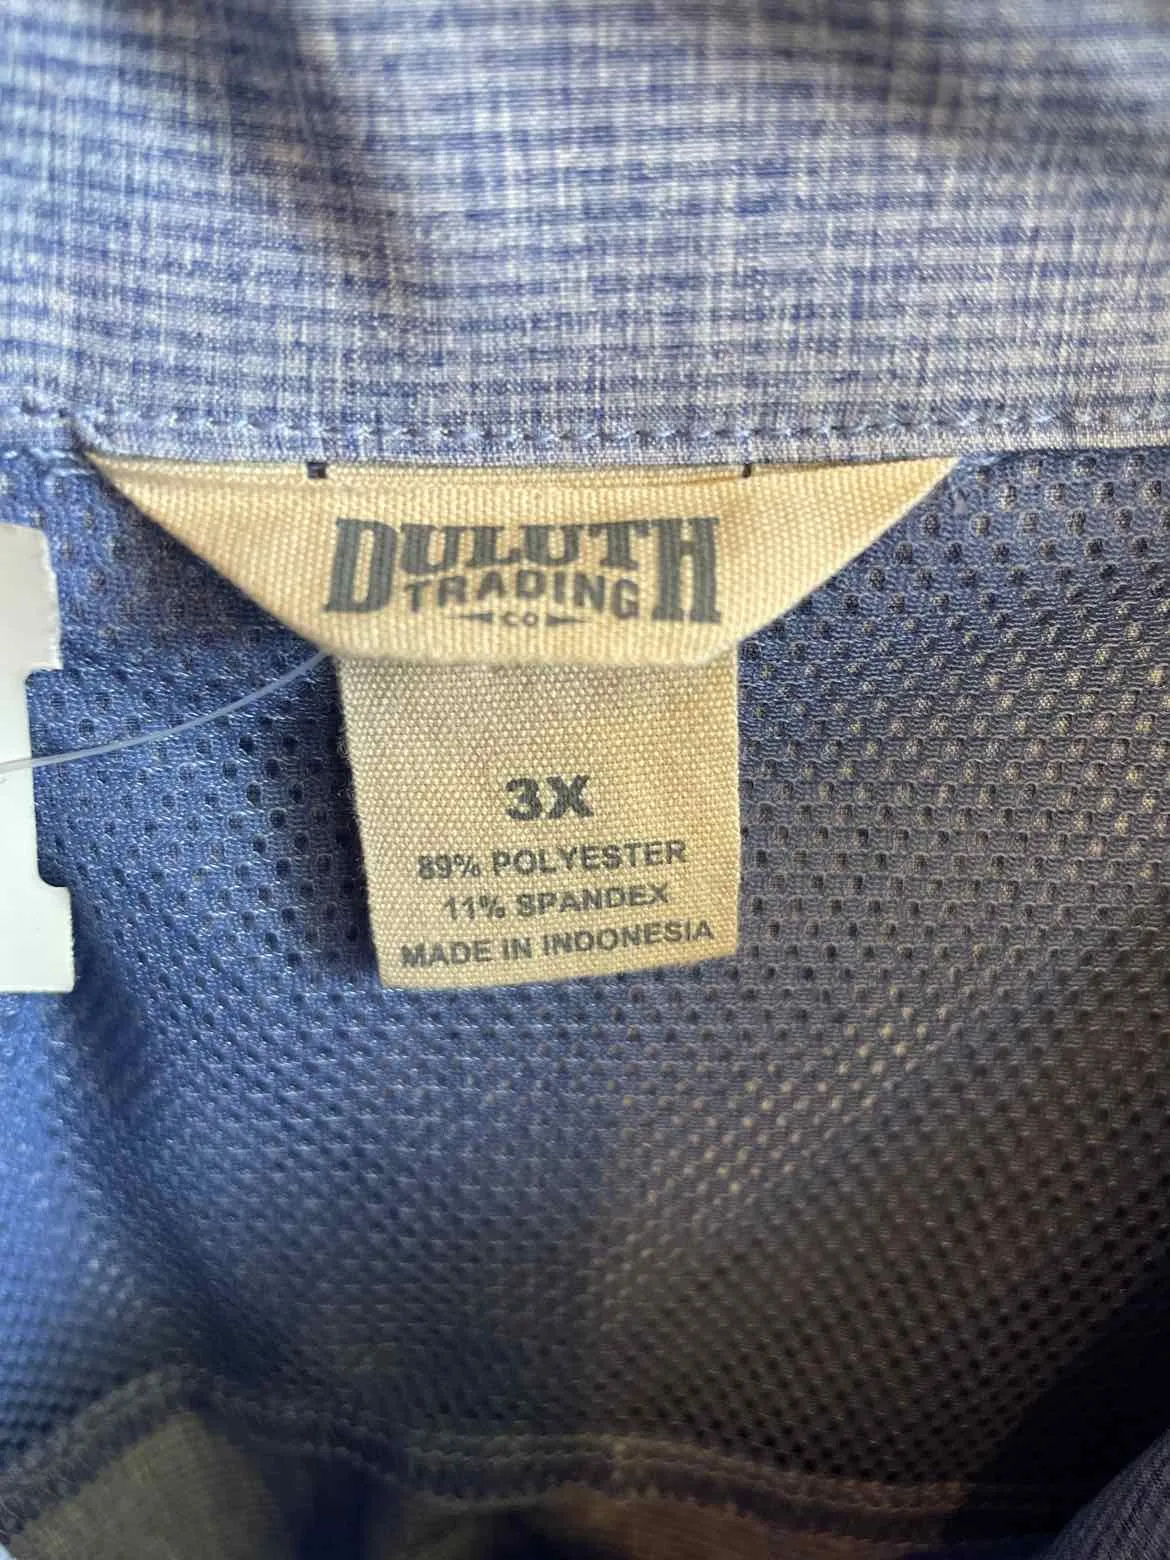 DULUTH
TRADING
CO
3X
89% POLYESTER
11% SPANDEX
MADE IN INDONESIA